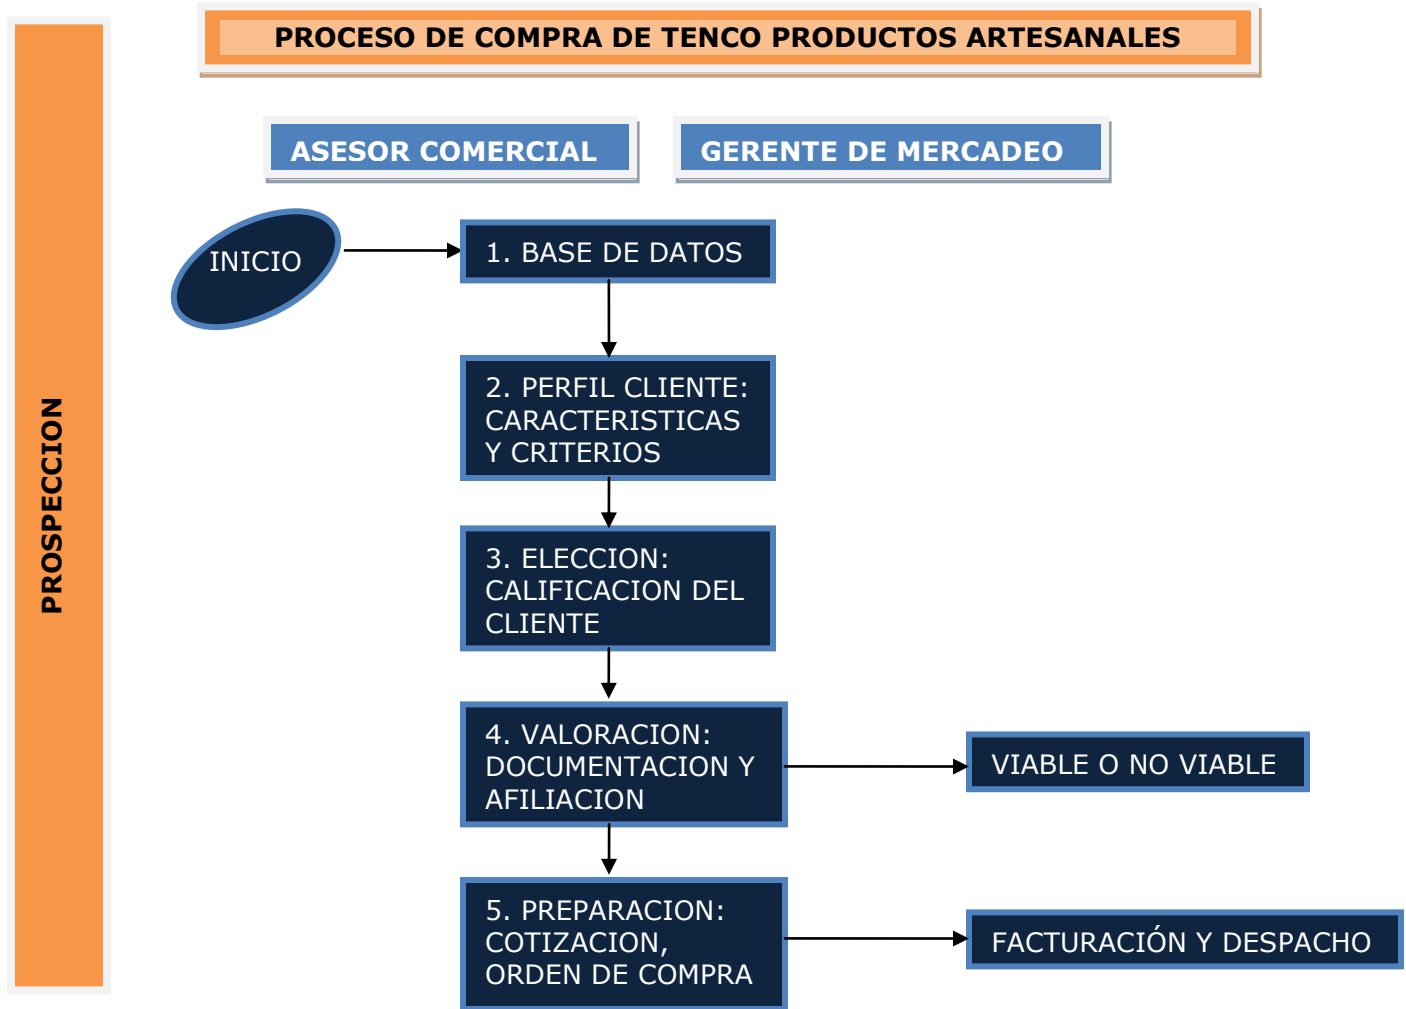 PROCESO DE COMPRA DE TENCO PRODUCTOS ARTESANALES
ASESOR COMERCIAL
GERENTE DE MERCADEO
PROSPECCION
INICIO
1. BASE DE DATOS
2. PERFIL CLIENTE:
CARACTERISTICAS
Y CRITERIOS
3. ELECCION:
CALIFICACION DEL
CLIENTE
4. VALORACION:
DOCUMENTACION Y
AFILIACION
VIABLE O NO VIABLE
5. PREPARACION:
COTIZACION,
ORDEN DE COMPRA
FACTURACIÓN Y DESPACHO